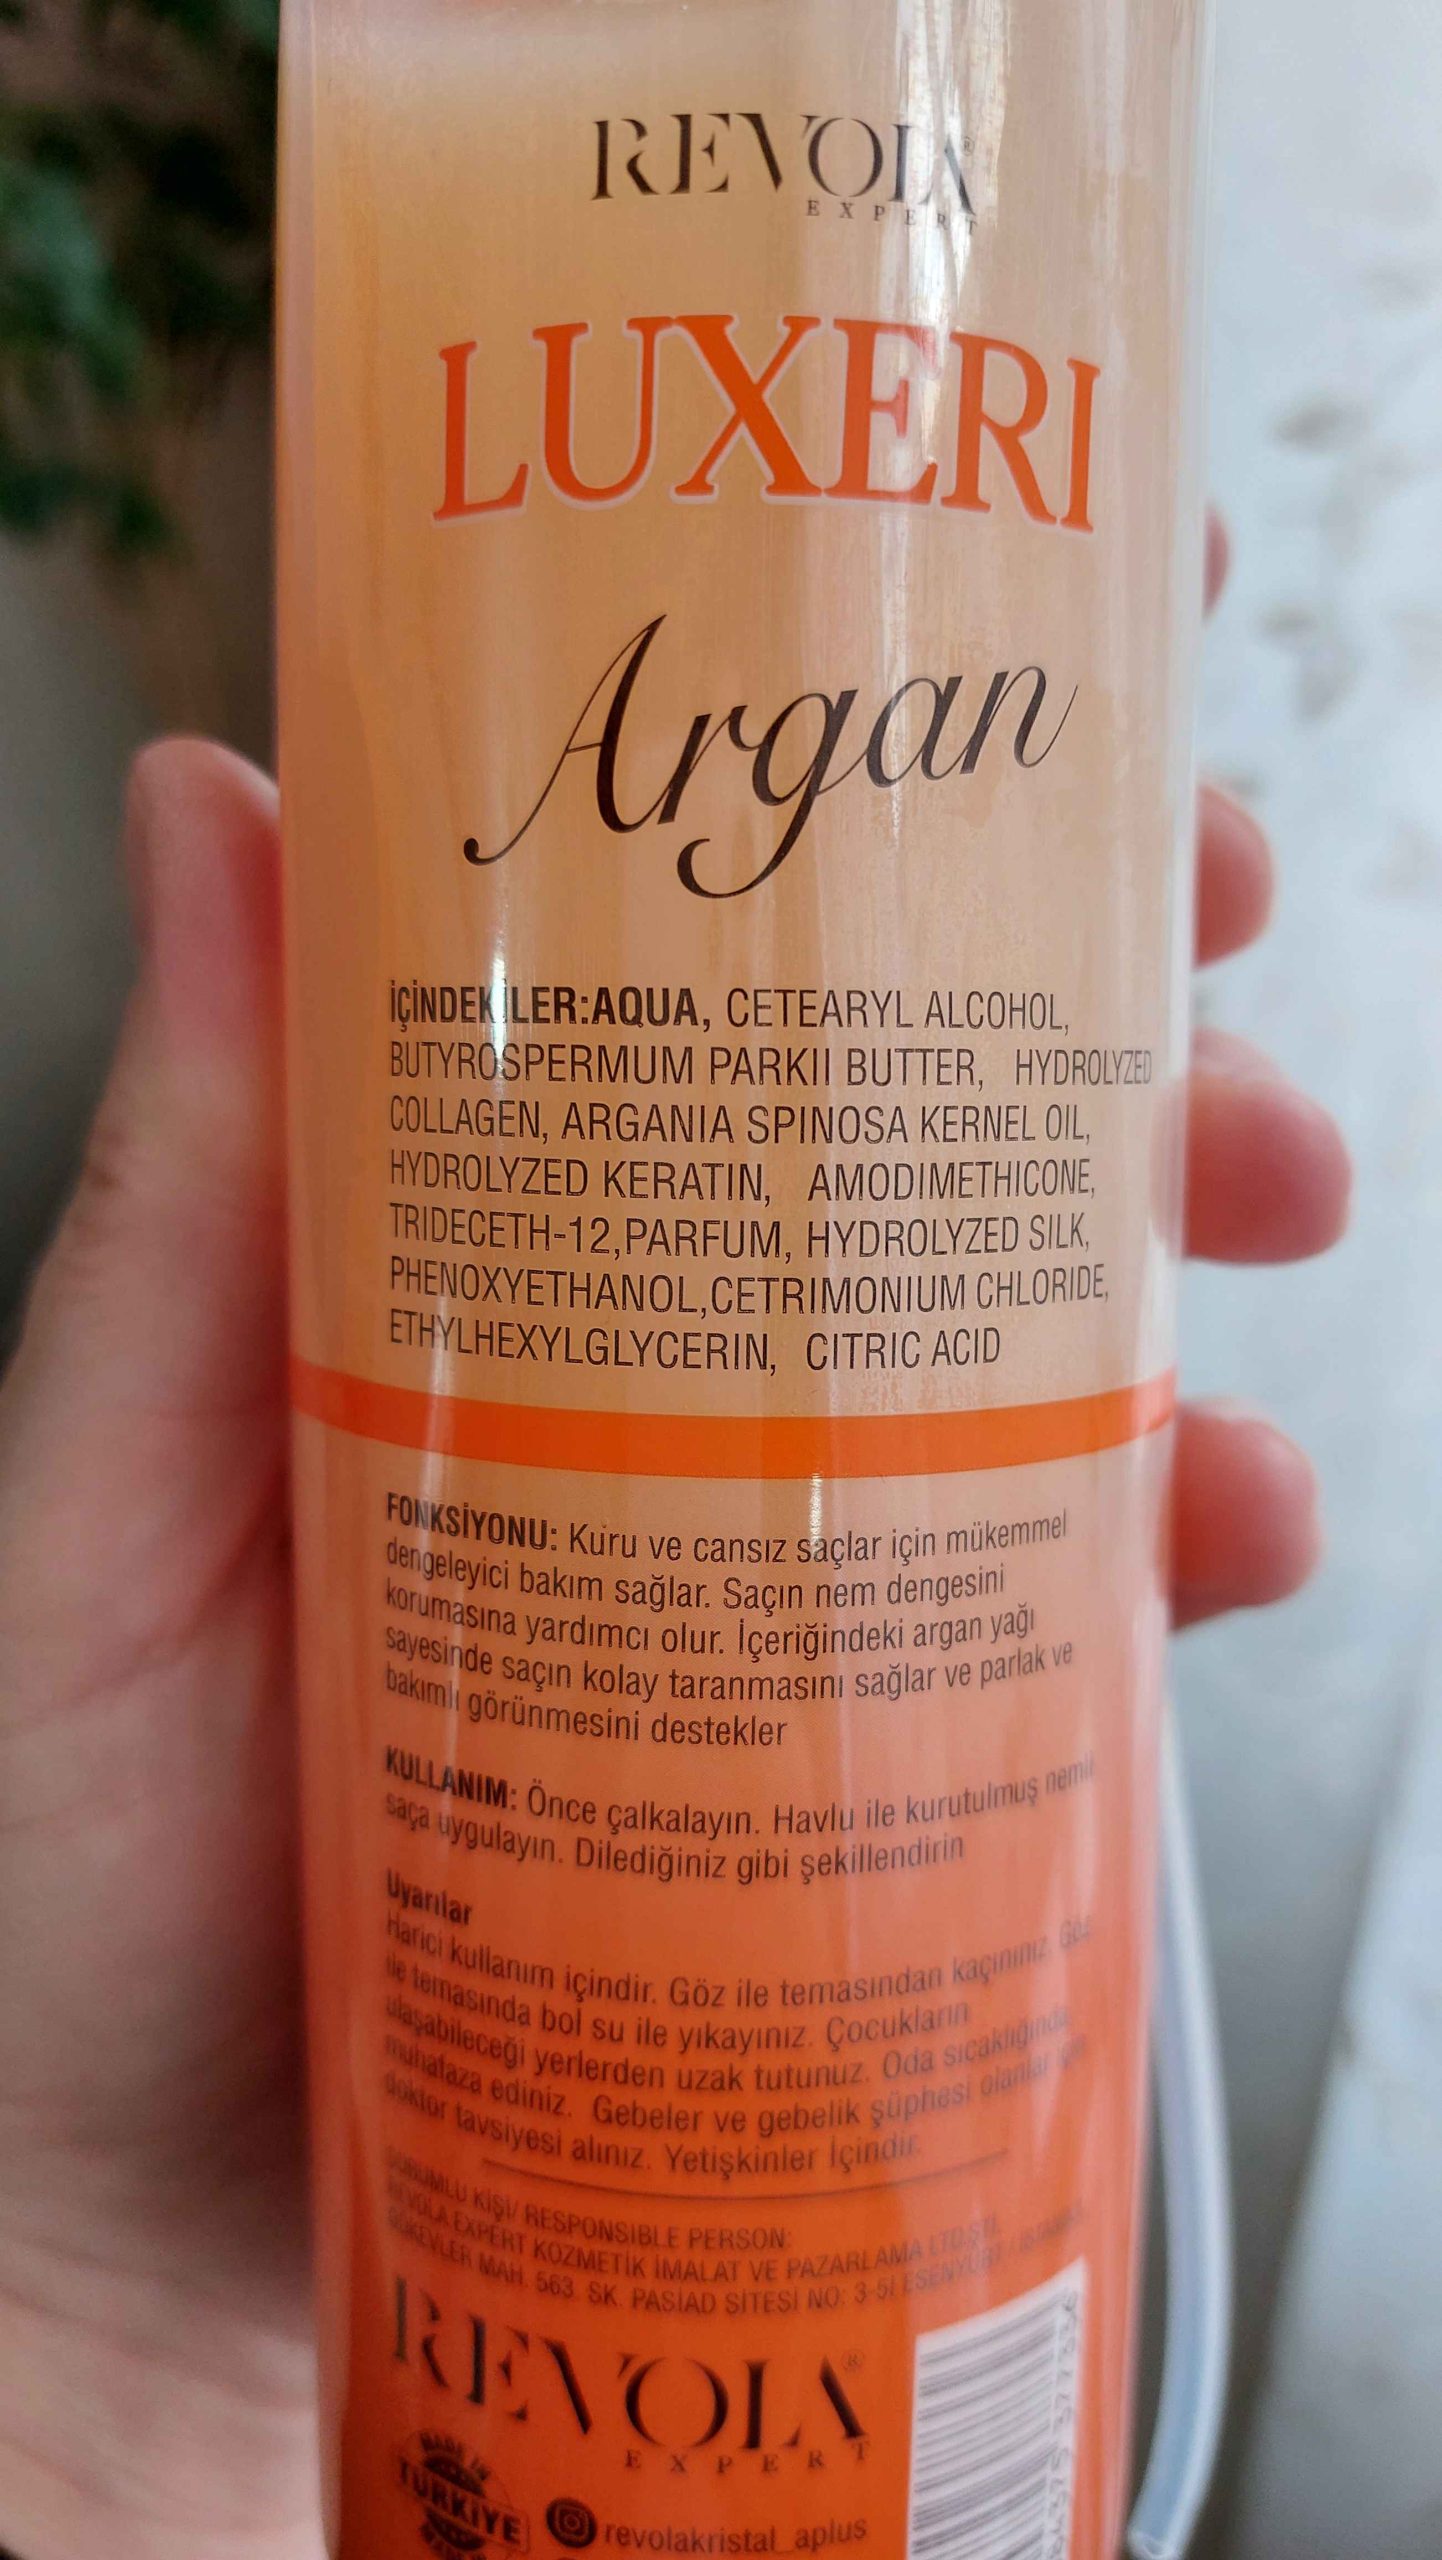 REVOLA®
EXPERT
LUXERI
Argan
İÇİNDEKİLER:AQUA, CETEARYL ALCOHOL,
BUTYROSPERMUM PARKII BUTTER, HYDROLYZED
COLLAGEN, ARGANIA SPINOSA KERNEL OIL,
HYDROLYZED KERATIN, AMODIMETHICONE,
TRIDECETH-12,PARFUM, HYDROLYZED SILK,
PHENOXYETHANOL,CETRIMONIUM CHLORIDE,
ETHYLHEXYLGLYCERIN, CITRIC ACID
FONKSİYONU: Kuru ve cansız saçlar için mükemmel
dengeleyici bakım sağlar. Saçın nem dengesini
korumasına yardımcı olur. İçeriğindeki argan yağı
sayesinde saçın kolay taranmasını sağlar ve parlak ve
bakımlı görünmesini destekler
KULLANIM: Önce çalkalayın. Havlu ile kurutulmuş nemli
saça uygulayın. Dilediğiniz gibi şekillendirin
Uyarılar
Harici kullanım içindir. Göz ile temasından kaçınınız. Göz
ile temasında bol su ile yıkayınız. Çocukların
ulaşabileceği yerlerden uzak tutunuz. Oda sıcaklığında
muhafaza ediniz. Gebeler ve gebelik şüphesi olanlar için
doktor tavsiyesi alınız. Yetişkinler İçindir.
SORUMLU KİŞİ/ RESPONSIBLE PERSON:
REVOLA EXPERT KOZMETİK İMALAT VE PAZARLAMA LTD.ŞTİ.
MAH. 563. SK. PASİAD SİTESİ NO: 3-5İ ESENYURT / İSTANBUL
REVOLA®
EXPERT
MADE IN
TÜRKİYE
revolakristal_aplus